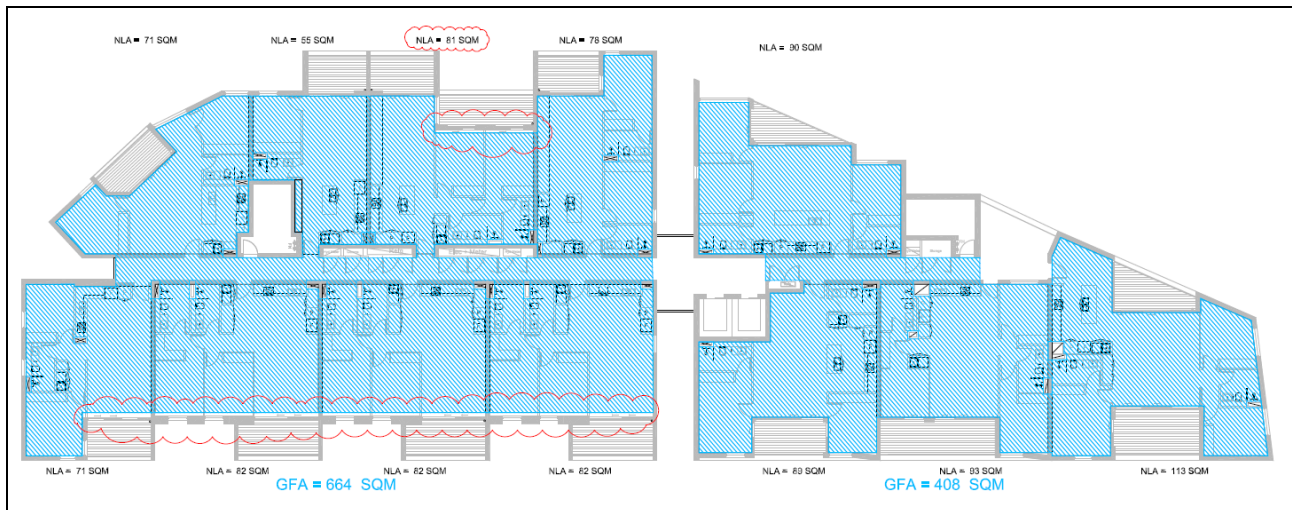 NLA = 71 SQM
NLA = 55 SQM
NLA = 81 SQM
NLA = 78 SQM
NLA = 90 SQM
NLA = 71 SQM
NLA = 82 SQM
NLA = 82 SQM
NLA = 82 SQM
NLA = 89 SQM
NLA = 93 SQM
NLA = 113 SQM
GFA = 664 SQM
GFA = 408 SQM